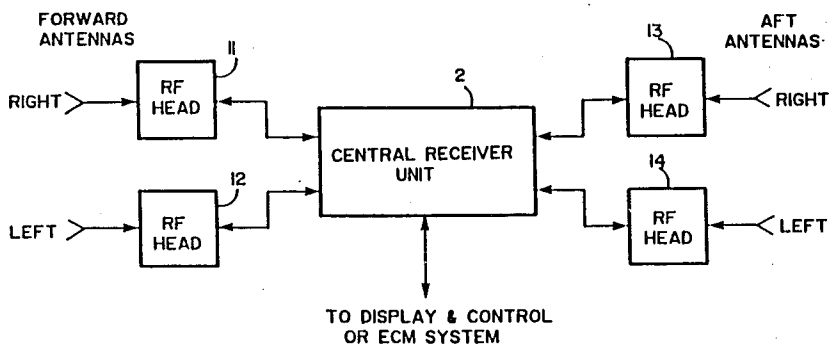 FORWARD
ANTENNAS
AFT
ANTENNAS
11
13
RF
HEAD
RIGHT
2
RF
HEAD
RIGHT
CENTRAL RECEIVER
UNIT
12
14
RF
HEAD
LEFT
RF
HEAD
LEFT
TO DISPLAY & CONTROL
OR ECM SYSTEM